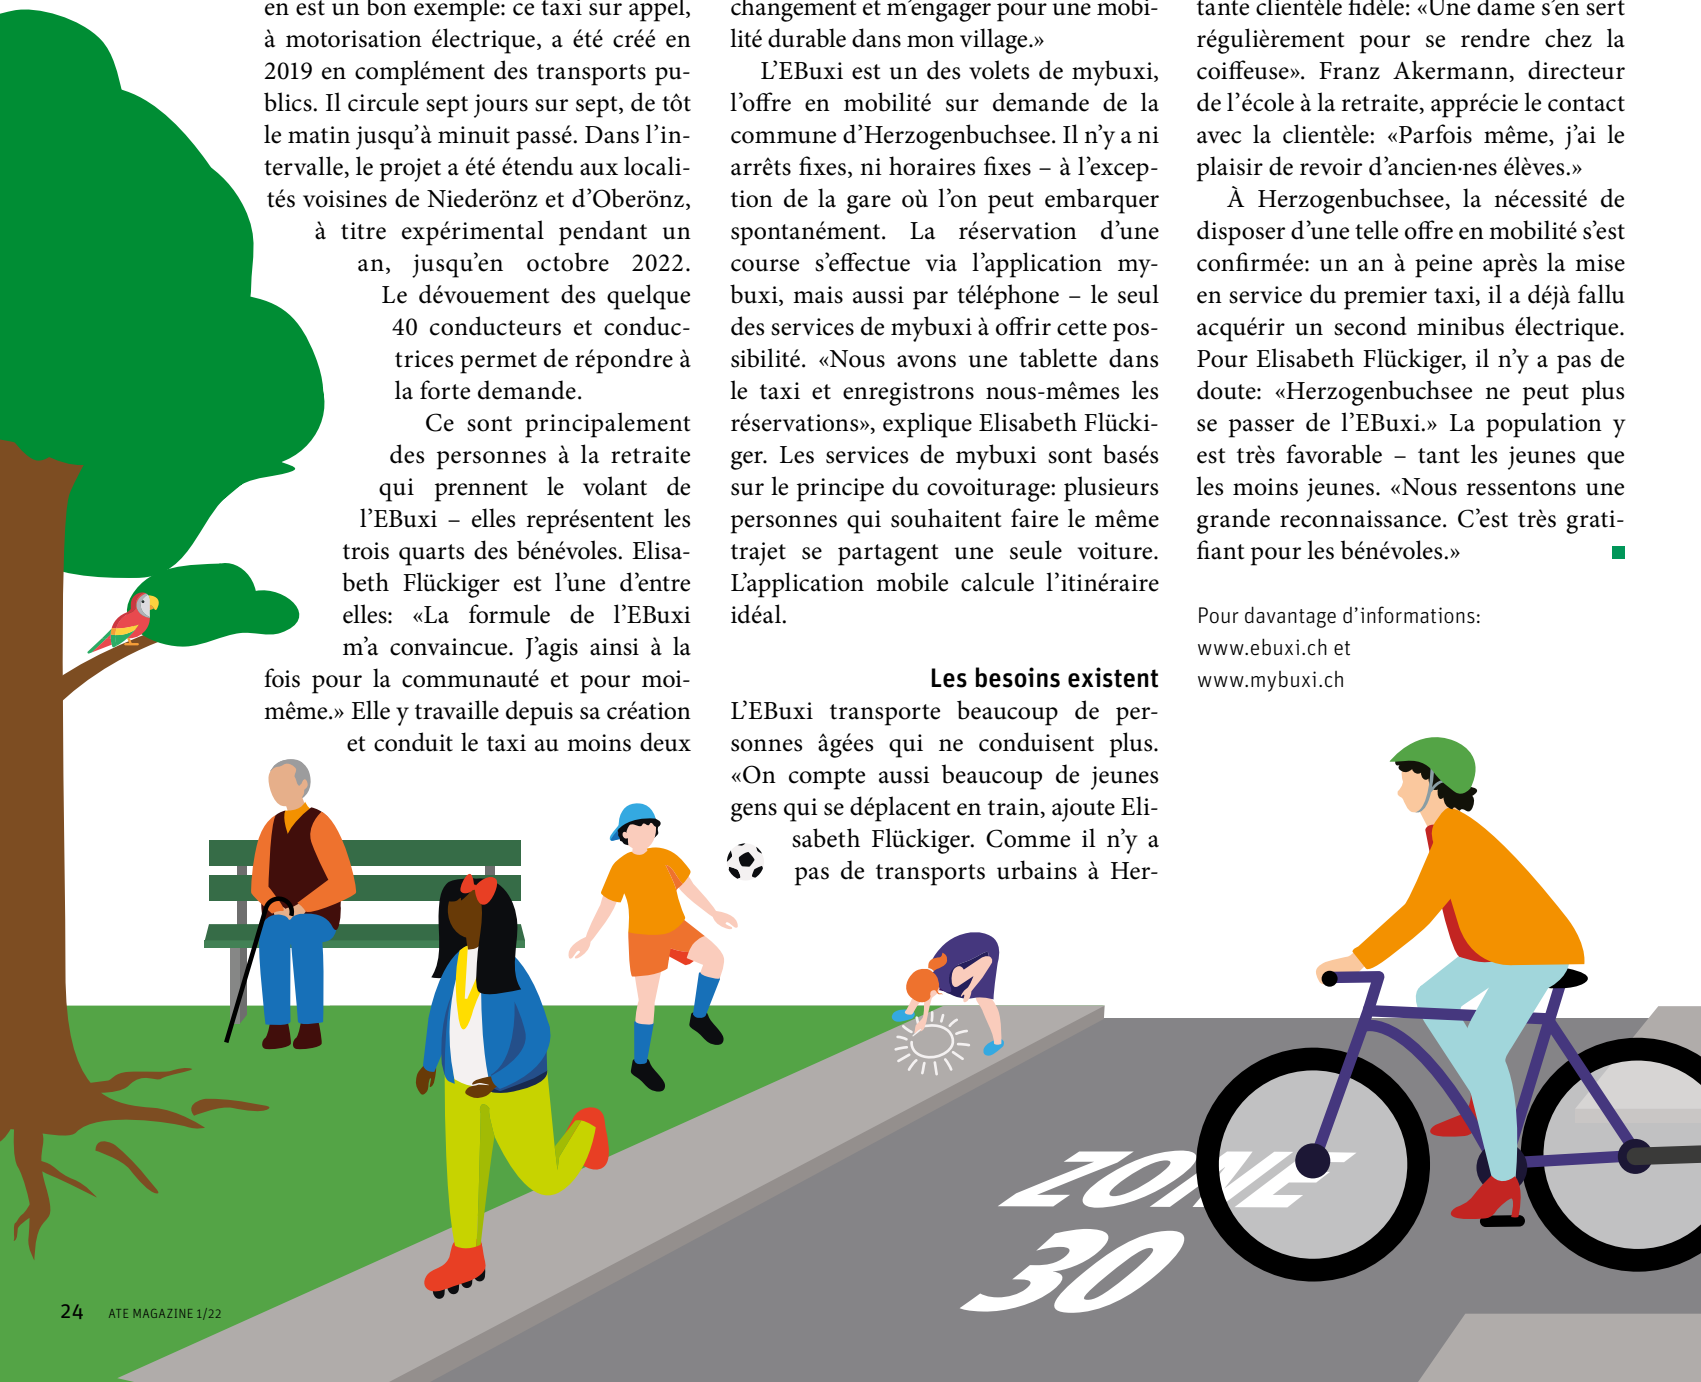 en est un bon exemple: ce taxi sur appel,
à motorisation électrique, a été créé en
2019 en complément des transports pu-
blics. Il circule sept jours sur sept, de tôt
le matin jusqu'à minuit passé. Dans l'in-
tervalle, le projet a été étendu aux locali-
tés voisines de Niederönz et d'Oberönz,
à titre expérimental pendant un
an, jusqu'en octobre 2022.
Le dévouement des quelque
40 conducteurs et conduc-
trices permet de répondre à
la forte demande.
Ce sont principalement
des personnes à la retraite
qui prennent le volant de
l'EBuxi – elles représentent les
trois quarts des bénévoles. Elisa-
beth Flückiger est l'une d'entre
elles: «La formule de l'EBuxi
m'a convaincue. J'agis ainsi à la
fois pour la communauté et pour moi-
même.» Elle y travaille depuis sa création
et conduit le taxi au moins deux
changement et m'engager pour une mobi-
lité durable dans mon village.»
L'EBuxi est un des volets de mybuxi,
l'offre en mobilité sur demande de la
commune d'Herzogenbuchsee. Il n'y a ni
arrêts fixes, ni horaires fixes – à l'excep-
tion de la gare où l'on peut embarquer
spontanément. La réservation d'une
course s'effectue via l'application my-
buxi, mais aussi par téléphone – le seul
des services de mybuxi à offrir cette pos-
sibilité. «Nous avons une tablette dans
le taxi et enregistrons nous-mêmes les
réservations», explique Elisabeth Flücki-
ger. Les services de mybuxi sont basés
sur le principe du covoiturage: plusieurs
personnes qui souhaitent faire le même
trajet se partagent une seule voiture.
L'application mobile calcule l'itinéraire
idéal.
Les besoins existent
L'EBuxi transporte beaucoup de per-
sonnes âgées qui ne conduisent plus.
«On compte aussi beaucoup de jeunes
gens qui se déplacent en train, ajoute Eli-
sabeth Flückiger. Comme il n'y a
pas de transports urbains à Her-
tante clientèle fidèle: «Une dame s'en sert
régulièrement pour se rendre chez la
coiffeuse». Franz Akermann, directeur
de l'école à la retraite, apprécie le contact
avec la clientèle: «Parfois même, j'ai le
plaisir de revoir d'ancien·nes élèves.»
À Herzogenbuchsee, la nécessité de
disposer d'une telle offre en mobilité s'est
confirmée: un an à peine après la mise
en service du premier taxi, il a déjà fallu
acquérir un second minibus électrique.
Pour Elisabeth Flückiger, il n'y a pas de
doute: «Herzogenbuchsee ne peut plus
se passer de l'EBuxi.» La population y
est très favorable – tant les jeunes que
les moins jeunes. «Nous ressentons une
grande reconnaissance. C'est très grati-
fiant pour les bénévoles.»
Pour davantage d'informations:
www.ebuxi.ch et
www.mybuxi.ch
ZONE
30
24 ATE MAGAZINE 1/22